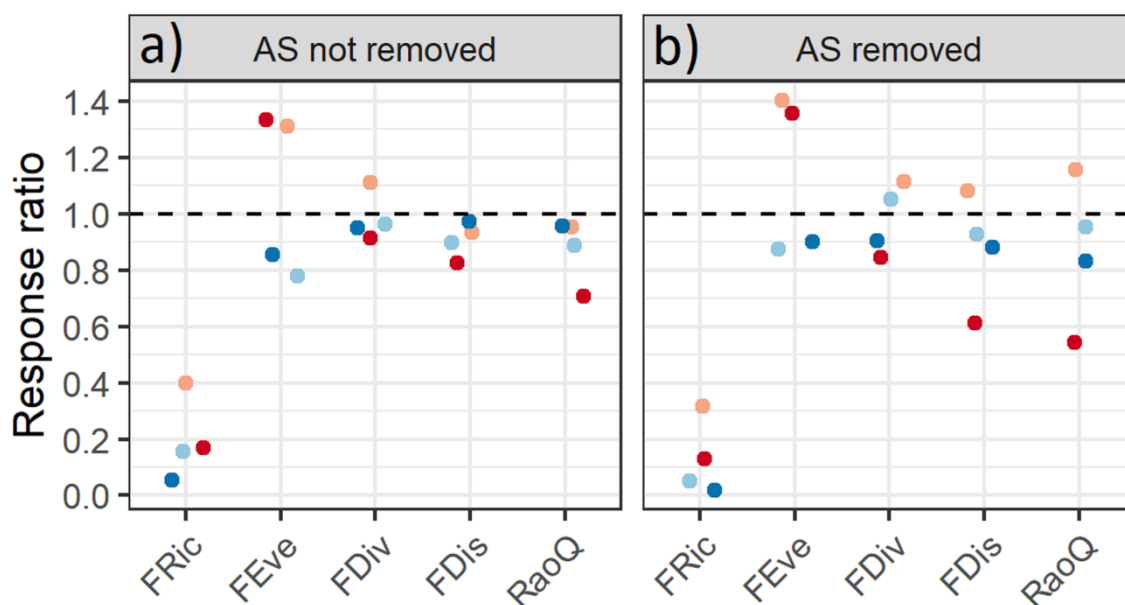 a) AS not removed
b) AS removed
Response ratio
1.4
1.2
1.0
0.8
0.6
0.4
0.2
0.0
FRic FEve FDiv FDis RaoQ
FRic FEve FDiv FDis RaoQ